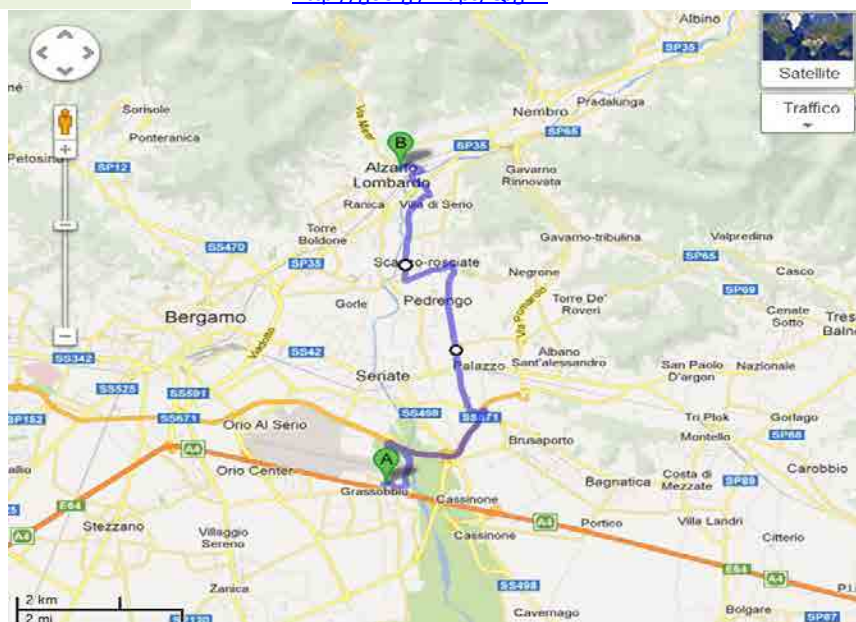 Albino
SP35
Satellite
Traffico
Sorisole
Ponteranica
Nembro
Pradalunga
Petosina
SP12
SP65
B
SP35
Alzano
Lombardo
Gavarno
Rinnovata
Ranica
Villa di Serio
Torre
Boldone
SS470
Gavarno-tribulina
Valpredina
SP35
SP65
Scanzo-rosciate
Negrone
Casco
Gorle
Pedrengo
SP69
Torre De'
Roveri
Cenate
Sotto
Bergamo
SS42
Albano
Sant'alessandro
SS342
Seriate
Palazzo
San Paolo
D'argon
Nazionale
SS525
SS591
SP152
SS671
SS498
SS671
Orio Al Serio
Tri Plok
Gorlago
Montello
SP68
Brusaporto
A4
A
Orio Center
Grassobbio
Cassinone
Bagnatica
Costa di
Mezzate
SP89
Carobbio
E64
Stezzano
Villaggio
Sereno
Cassinone
A4
Portico
Villa Landri
Citterio
A4
E64
A4
Zanica
SS498
2 km
2 mi
Cavernago
Bolgare
SP67